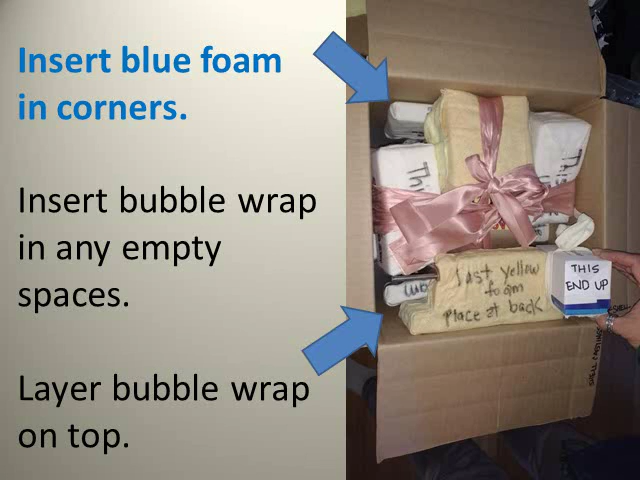 Insert blue foam
in corners.
Insert bubble wrap
in any empty
spaces.
Layer bubble wrap
on top.
last yellow
foam
place at back
THIS
END UP